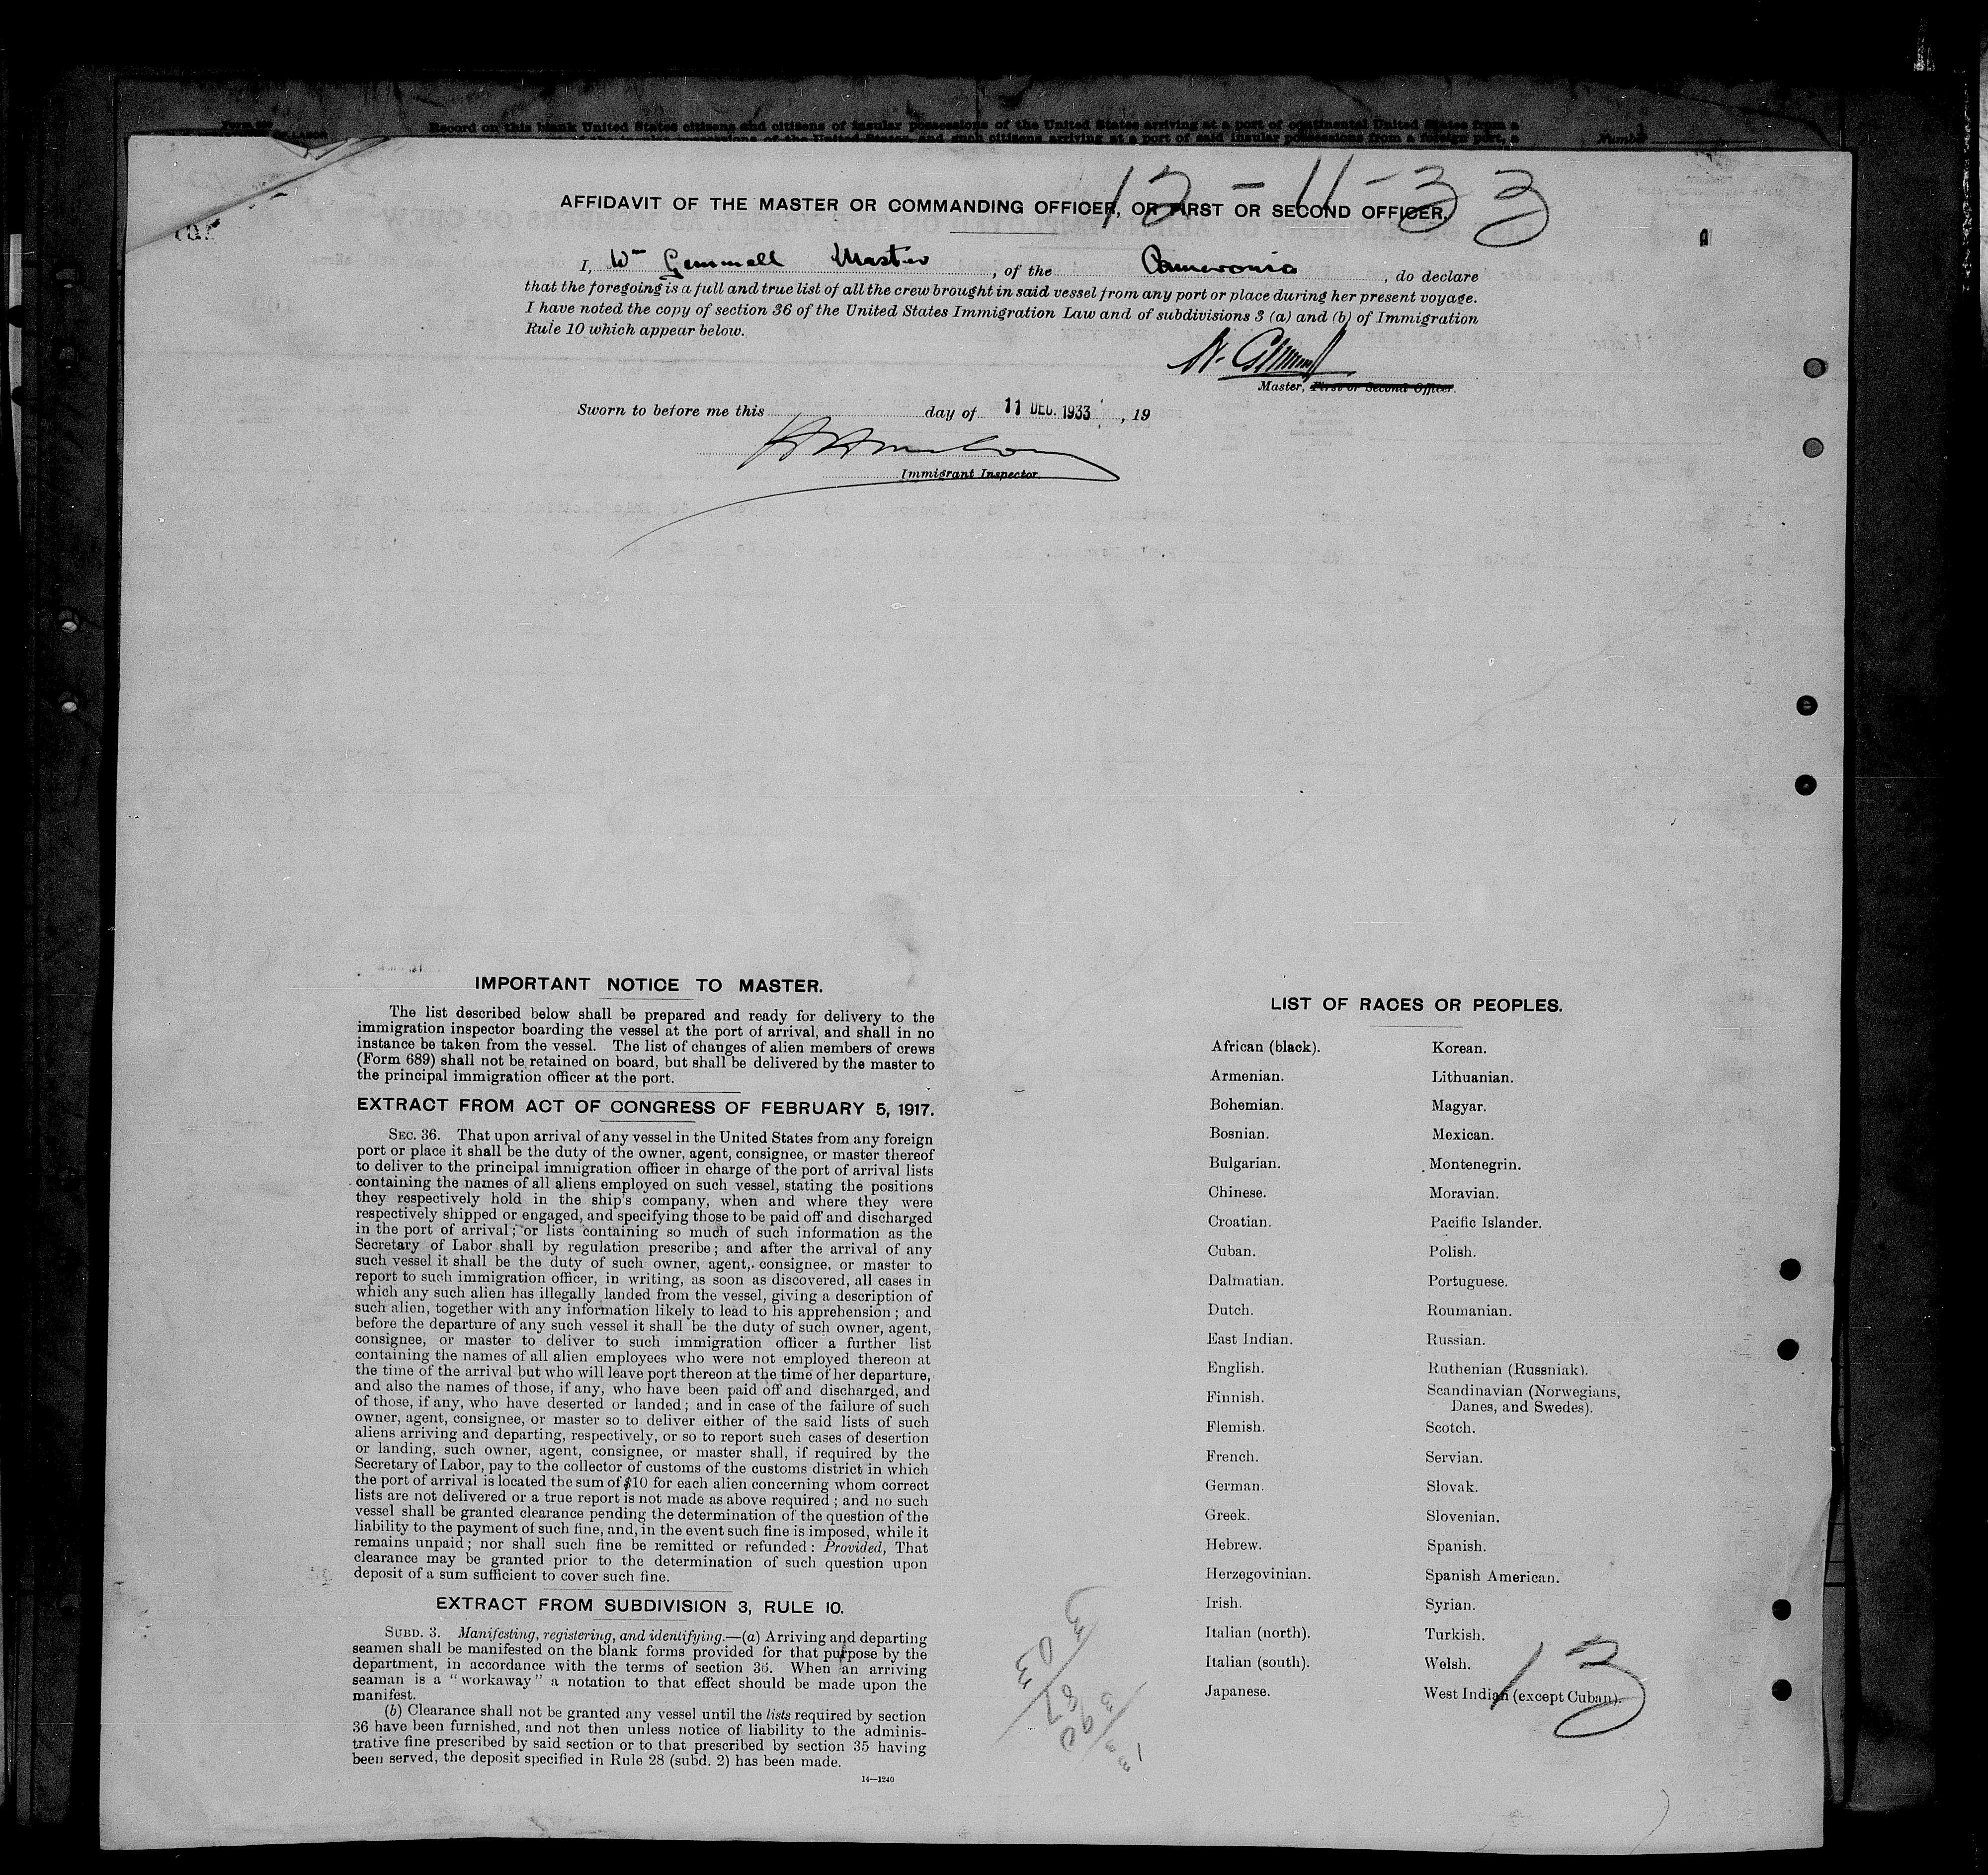 Record on this blank United States citizens and citizens of insular possessions of the United States arriving at a port of continental United States from a
and such citizens arriving at a port of said insular possessions from a foreign port, a
Number 1
12-11-33
AFFIDAVIT OF THE MASTER OR COMMANDING OFFICER, OR FIRST OR SECOND OFFICER.
I, Wm Gemmell Master, of the Cameronia, do declare
that the foregoing is a full and true list of all the crew brought in said vessel from any port or place during her present voyage.
I have noted the copy of section 36 of the United States Immigration Law and of subdivisions 3 (a) and (b) of Immigration
Rule 10 which appear below.
Master, First or Second Officer.
Sworn to before me this day of 11 DEC. 1933, 19
Immigrant Inspector.
IMPORTANT NOTICE TO MASTER.
The list described below shall be prepared and ready for delivery to the
immigration inspector boarding the vessel at the port of arrival, and shall in no
instance be taken from the vessel. The list of changes of alien members of crews
(Form 689) shall not be retained on board, but shall be delivered by the master to
the principal immigration officer at the port.
EXTRACT FROM ACT OF CONGRESS OF FEBRUARY 5, 1917.
SEC. 36. That upon arrival of any vessel in the United States from any foreign
port or place it shall be the duty of the owner, agent, consignee, or master thereof
to deliver to the principal immigration officer in charge of the port of arrival lists
containing the names of all aliens employed on such vessel, stating the positions
they respectively hold in the ship's company, when and where they were
respectively shipped or engaged, and specifying those to be paid off and discharged
in the port of arrival; or lists containing so much of such information as the
Secretary of Labor shall by regulation prescribe; and after the arrival of any
such vessel it shall be the duty of such owner, agent, consignee, or master to
report to such immigration officer, in writing, as soon as discovered, all cases in
which any such alien has illegally landed from the vessel, giving a description of
such alien, together with any information likely to lead to his apprehension; and
before the departure of any such vessel it shall be the duty of such owner, agent,
consignee, or master to deliver to such immigration officer a further list
containing the names of all alien employees who were not employed thereon at
the time of the arrival but who will leave port thereon at the time of her departure,
and also the names of those, if any, who have been paid off and discharged, and
of those, if any, who have deserted or landed; and in case of the failure of such
owner, agent, consignee, or master so to deliver either of the said lists of such
aliens arriving and departing, respectively, or so to report such cases of desertion
or landing, such owner, agent, consignee, or master shall, if required by the
Secretary of Labor, pay to the collector of customs of the customs district in which
the port of arrival is located the sum of $10 for each alien concerning whom correct
lists are not delivered or a true report is not made as above required; and no such
vessel shall be granted clearance pending the determination of the question of the
liability to the payment of such fine, and, in the event such fine is imposed, while it
remains unpaid; nor shall such fine be remitted or refunded: Provided, That
clearance may be granted prior to the determination of such question upon
deposit of a sum sufficient to cover such fine.
EXTRACT FROM SUBDIVISION 3, RULE 10.
SUBD. 3. Manifesting, registering, and identifying.—(a) Arriving and departing
seamen shall be manifested on the blank forms provided for that purpose by the
department, in accordance with the terms of section 36. When an arriving
seaman is a "workaway" a notation to that effect should be made upon the
manifest.
(b) Clearance shall not be granted any vessel until the lists required by section
36 have been furnished, and not then unless notice of liability to the adminis-
trative fine prescribed by said section or to that prescribed by section 35 having
been served, the deposit specified in Rule 28 (subd. 2) has been made.
14—1240
LIST OF RACES OR PEOPLES.
African (black). Korean.
Armenian. Lithuanian.
Bohemian. Magyar.
Bosnian. Mexican.
Bulgarian. Montenegrin.
Chinese. Moravian.
Croatian. Pacific Islander.
Cuban. Polish.
Dalmatian. Portuguese.
Dutch. Roumanian.
East Indian. Russian.
English. Ruthenian (Russniak).
Finnish. Scandinavian (Norwegians,
Danes, and Swedes).
Flemish. Scotch.
French. Servian.
German. Slovak.
Greek. Slovenian.
Hebrew. Spanish.
Herzegovinian. Spanish American.
Irish. Syrian.
Italian (north). Turkish.
Italian (south). Welsh.
Japanese. West Indian (except Cuban).
13